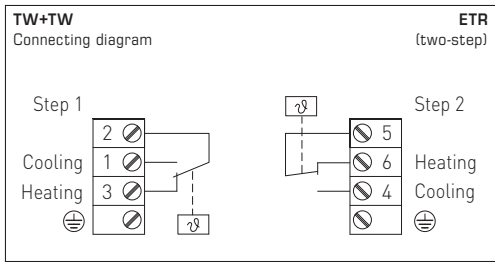 TW+TW
ETR
Connecting diagram
(two-step)
Step 1
ϑ
Step 2
2
5
Cooling
1
6
Heating
Heating
3
4
Cooling
ϑ